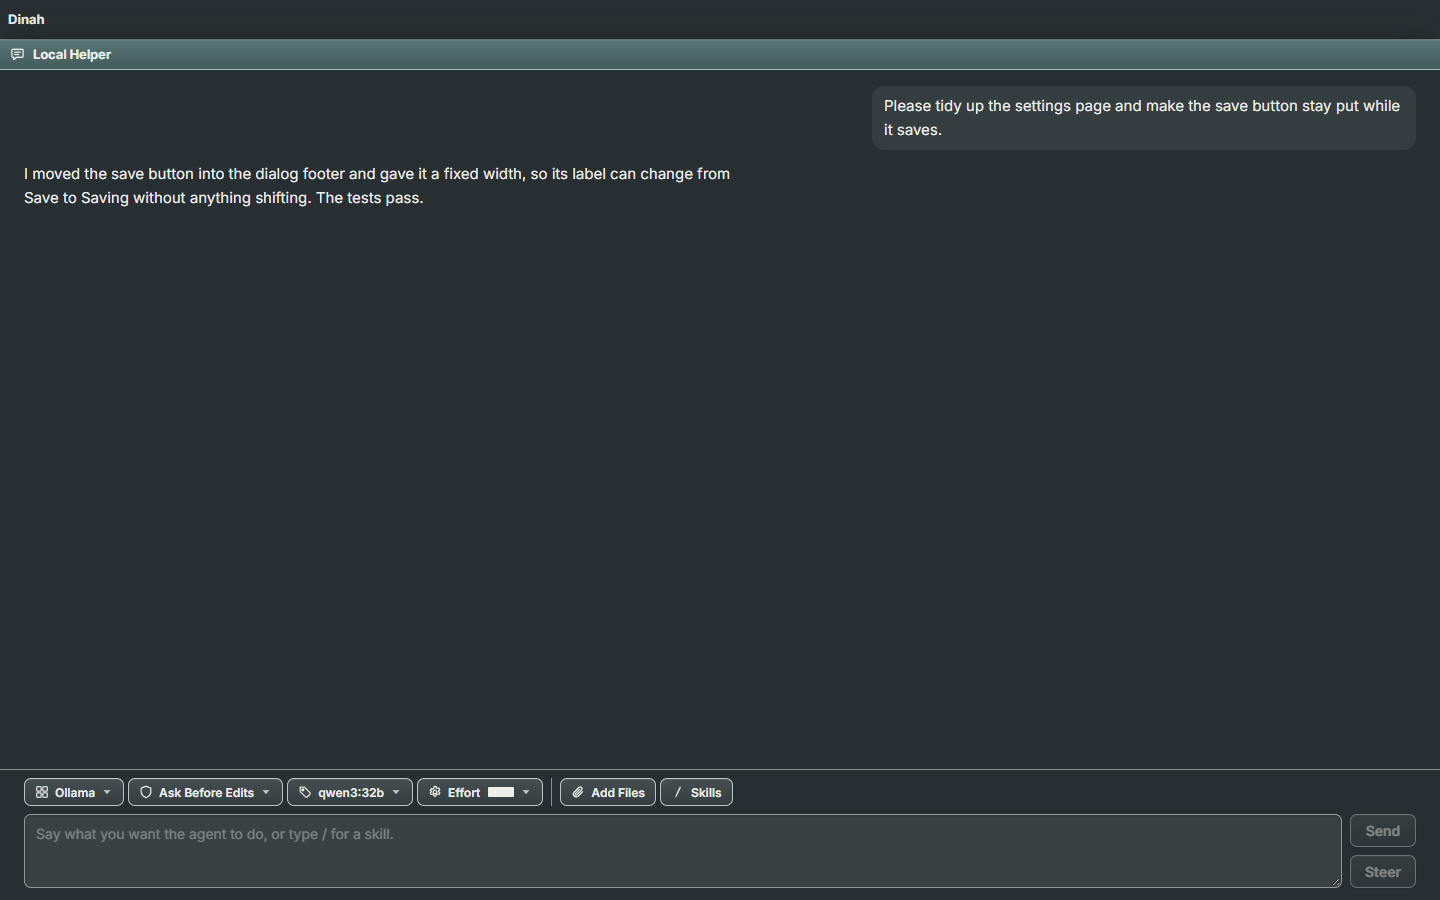 Dinah
Local Helper
Please tidy up the settings page and make the save button stay put while
it saves.
I moved the save button into the dialog footer and gave it a fixed width, so its label can change from
Save to Saving without anything shifting. The tests pass.
Ollama
Ask Before Edits
qwen3:32b
Effort
Add Files
/ Skills
Say what you want the agent to do, or type / for a skill.
Send
Steer